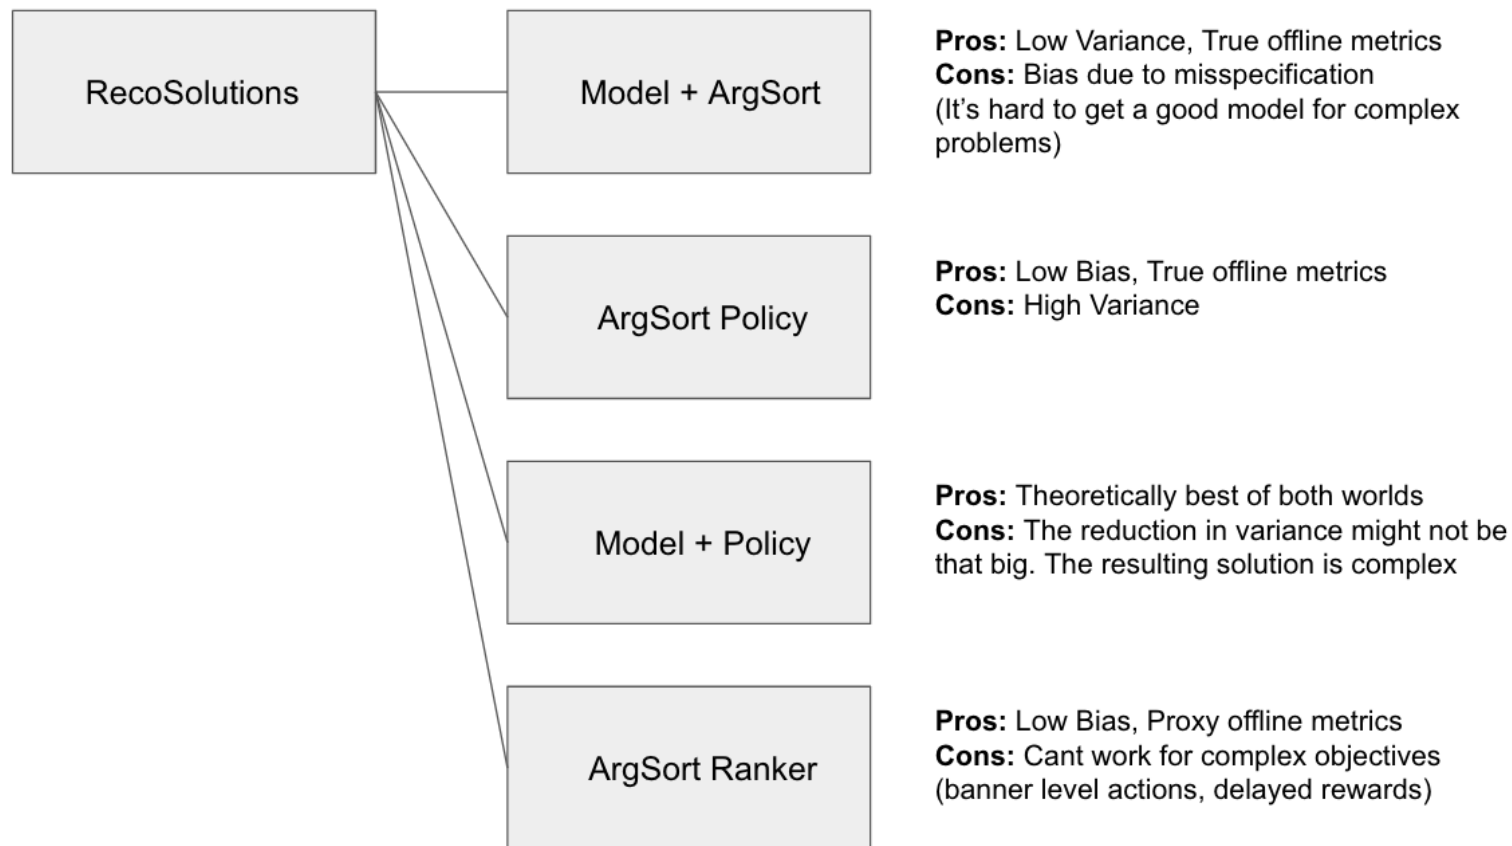 RecoSolutions
Model + ArgSort
Pros: Low Variance, True offline metrics
Cons: Bias due to misspecification
(It's hard to get a good model for complex
problems)
ArgSort Policy
Pros: Low Bias, True offline metrics
Cons: High Variance
Model + Policy
Pros: Theoretically best of both worlds
Cons: The reduction in variance might not be
that big. The resulting solution is complex
ArgSort Ranker
Pros: Low Bias, Proxy offline metrics
Cons: Cant work for complex objectives
(banner level actions, delayed rewards)